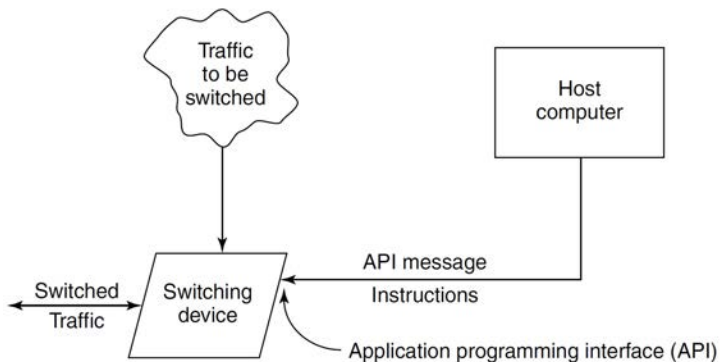 Traffic
to be
switched
Host
computer
API message
Instructions
Switched
Traffic
Switching
device
Application programming interface (API)